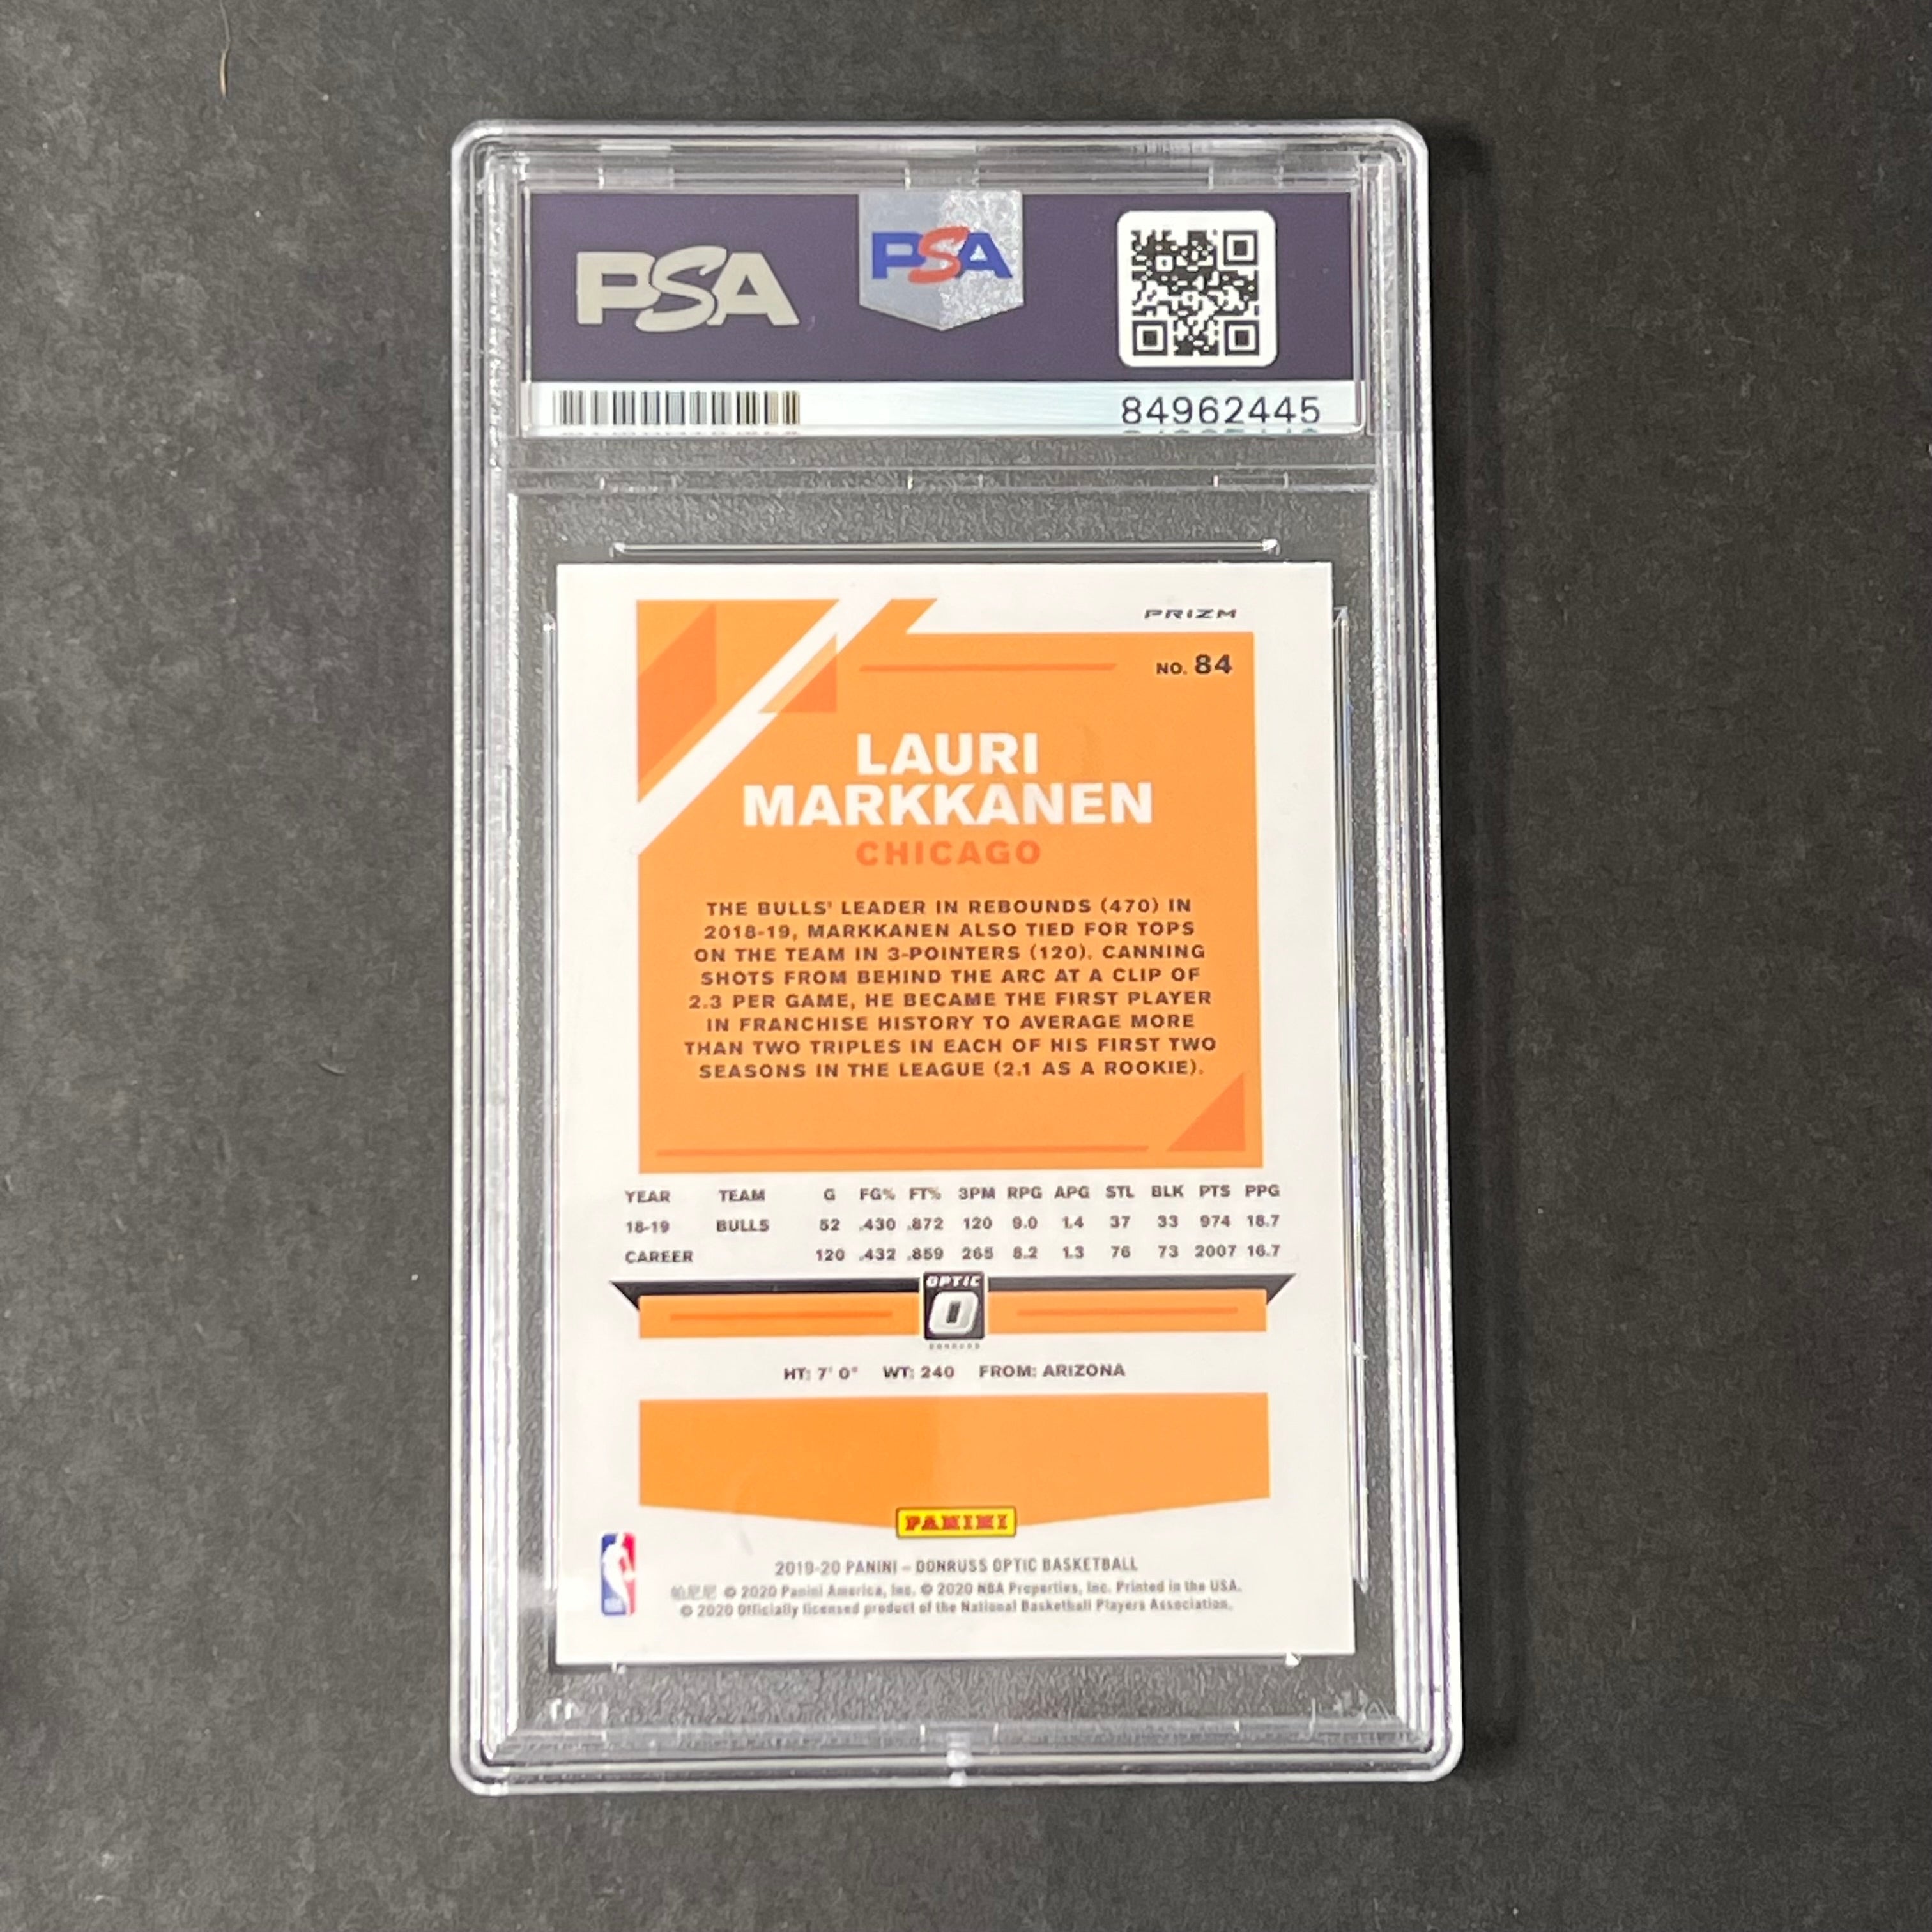 PSA
PSA
84962445
PRIZM
NO. 84
LAURI
MARKKANEN
CHICAGO
THE BULLS' LEADER IN REBOUNDS (470) IN
2018-19, MARKKANEN ALSO TIED FOR TOPS
ON THE TEAM IN 3-POINTERS (120). CANNING
SHOTS FROM BEHIND THE ARC AT A CLIP OF
2.3 PER GAME, HE BECAME THE FIRST PLAYER
IN FRANCHISE HISTORY TO AVERAGE MORE
THAN TWO TRIPLES IN EACH OF HIS FIRST TWO
SEASONS IN THE LEAGUE (2.1 AS A ROOKIE).
YEAR TEAM G FG% FT% 3PM RPG APG STL BLK PTS PPG
18-19 BULLS 52 .430 .872 120 9.0 1.4 37 33 974 18.7
CAREER 120 .432 .859 265 8.2 1.3 76 73 2007 16.7
OPTIC
O
DONRUSS
HT: 7' 0" WT: 240 FROM: ARIZONA
PANINI
2019-20 PANINI – DONRUSS OPTIC BASKETBALL
帕尼尼 © 2020 Panini America, Inc. © 2020 NBA Properties, Inc. Printed in the USA.
© 2020 Officially licensed product of the National Basketball Players Association.